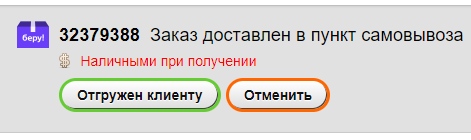 беру!
32379388 Заказ доставлен в пункт самовывоза
Наличными при получении
Отгружен клиенту Отменить